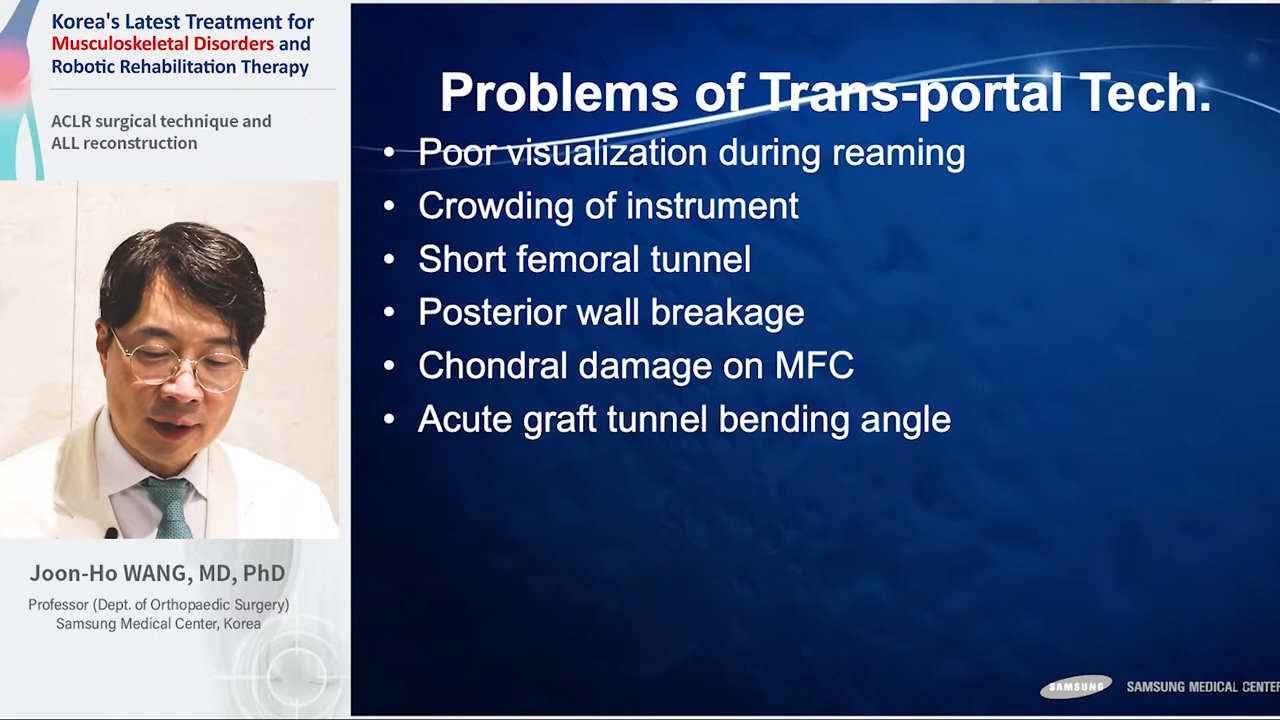 Korea's Latest Treatment for
Musculoskeletal Disorders and
Robotic Rehabilitation Therapy
ACLR surgical technique and
ALL reconstruction
Joon-Ho WANG, MD, PhD
Professor (Dept. of Orthopaedic Surgery)
Samsung Medical Center, Korea
Problems of Trans-portal Tech.
• Poor visualization during reaming
• Crowding of instrument
• Short femoral tunnel
• Posterior wall breakage
• Chondral damage on MFC
• Acute graft tunnel bending angle
SAMSUNG SAMSUNG MEDICAL CENTER